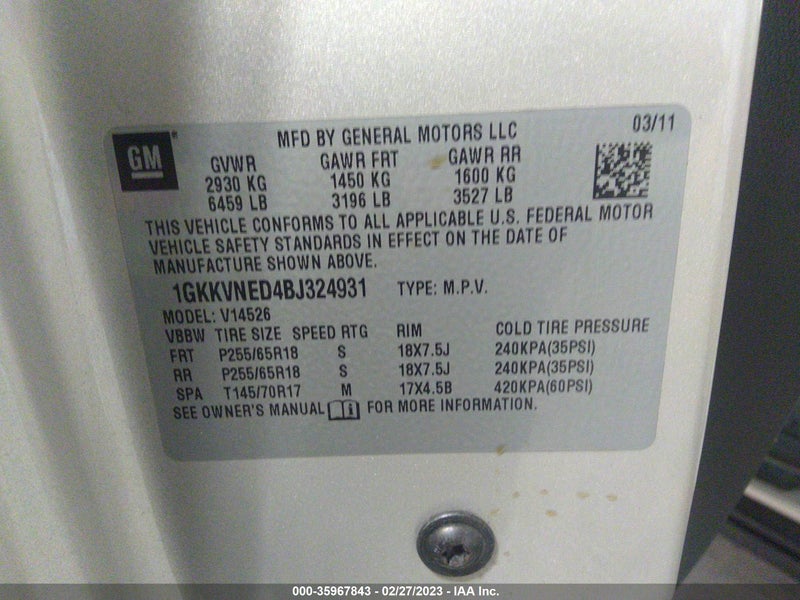 GM®
MFD BY GENERAL MOTORS LLC 03/11
GVWR GAWR FRT GAWR RR
2930 KG 1450 KG 1600 KG
6459 LB 3196 LB 3527 LB
THIS VEHICLE CONFORMS TO ALL APPLICABLE U.S. FEDERAL MOTOR
VEHICLE SAFETY STANDARDS IN EFFECT ON THE DATE OF
MANUFACTURE SHOWN ABOVE.
1GKKVNED4BJ324931 TYPE: M.P.V.
MODEL: V14526
VBBW TIRE SIZE SPEED RTG RIM COLD TIRE PRESSURE
FRT P255/65R18 S 18X7.5J 240KPA(35PSI)
RR P255/65R18 S 18X7.5J 240KPA(35PSI)
SPA T145/70R17 M 17X4.5B 420KPA(60PSI)
SEE OWNER'S MANUAL FOR MORE INFORMATION.
000-35967843 / 02/27/2023 - IAA Inc.